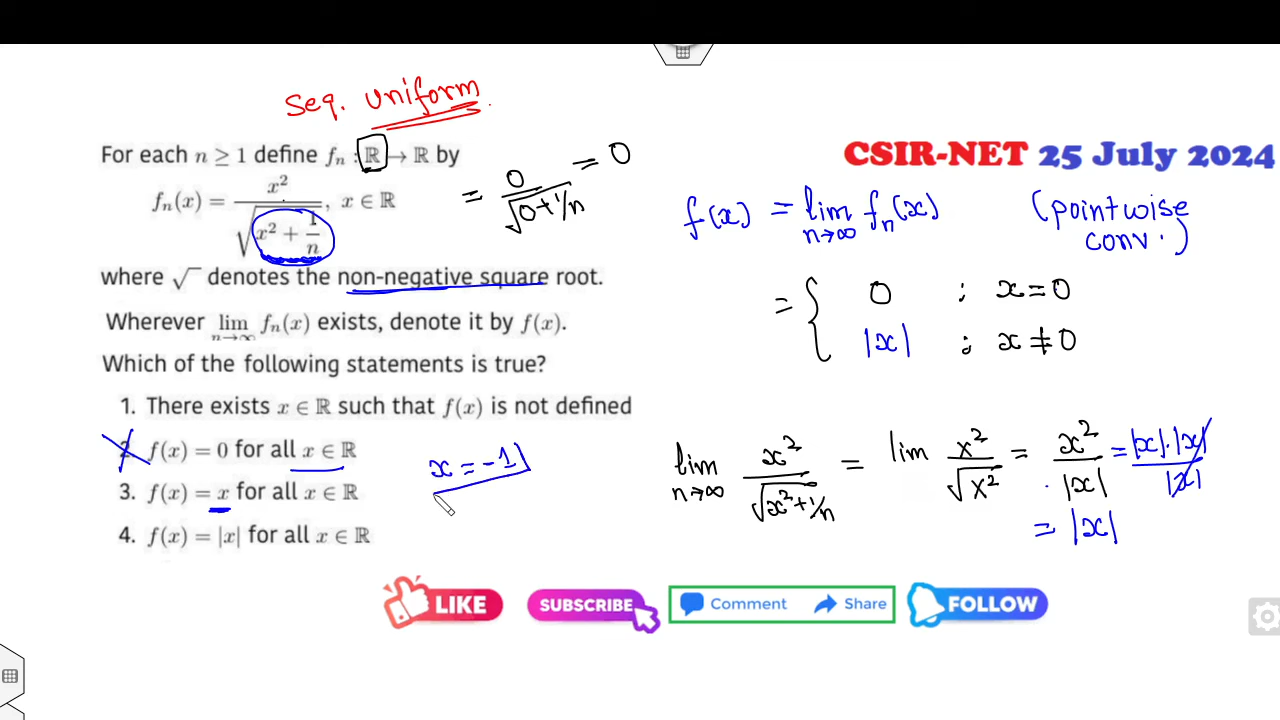 Seq. uniform
For each n ≥ 1 define fₙ : ℝ → ℝ by
fₙ(x) = x² / √(x² + 1/n), x ∈ ℝ
= 0 / √(0+1/n) = 0
where √ denotes the non-negative square root.
Wherever lim n→∞ fₙ(x) exists, denote it by f(x).
Which of the following statements is true?
1. There exists x ∈ ℝ such that f(x) is not defined
2. f(x) = 0 for all x ∈ ℝ
3. f(x) = x for all x ∈ ℝ
4. f(x) = |x| for all x ∈ ℝ
x = -1
CSIR-NET 25 July 2024
f(x) = lim n→∞ fₙ(x) (pointwise
conv.)
= { 0 ; x = 0
|x| ; x ≠ 0
lim n→∞ x² / √(x²+1/n) = lim x² / √x² = x² / |x| = |x|·|x| / |x|
= |x|
LIKE SUBSCRIBE Comment Share FOLLOW